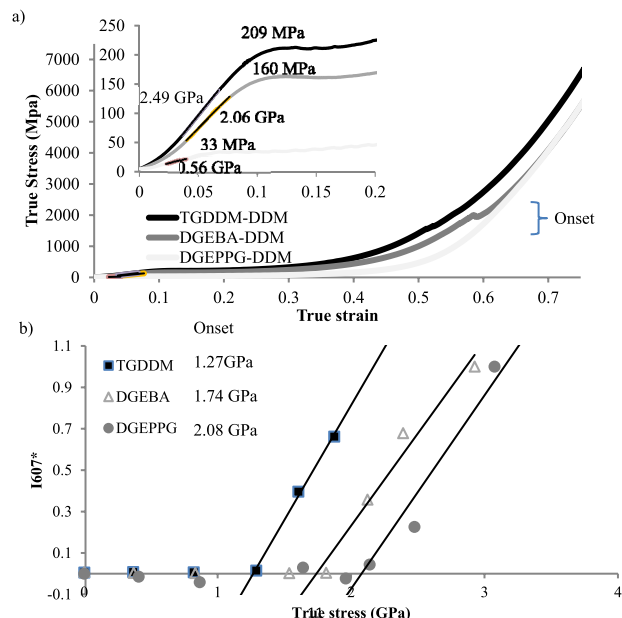 a)
250
200
150
100
50
0
0 0.05 0.1 0.15 0.2
209 MPa
160 MPa
2.49 GPa
2.06 GPa
33 MPa
0.56 GPa
7000
6000
5000
4000
3000
2000
1000
0
True Stress (Mpa)
TGDDM-DDM
DGEBA-DDM
DGEPPG-DDM
Onset
0 0.1 0.2 0.3 0.4 0.5 0.6 0.7
True strain
b)
Onset
1.1
0.9
0.7
0.5
0.3
0.1
-0.1
I607*
TGDDM 1.27GPa
DGEBA 1.74 GPa
DGEPPG 2.08 GPa
0 1 2 3 4
True stress (GPa)